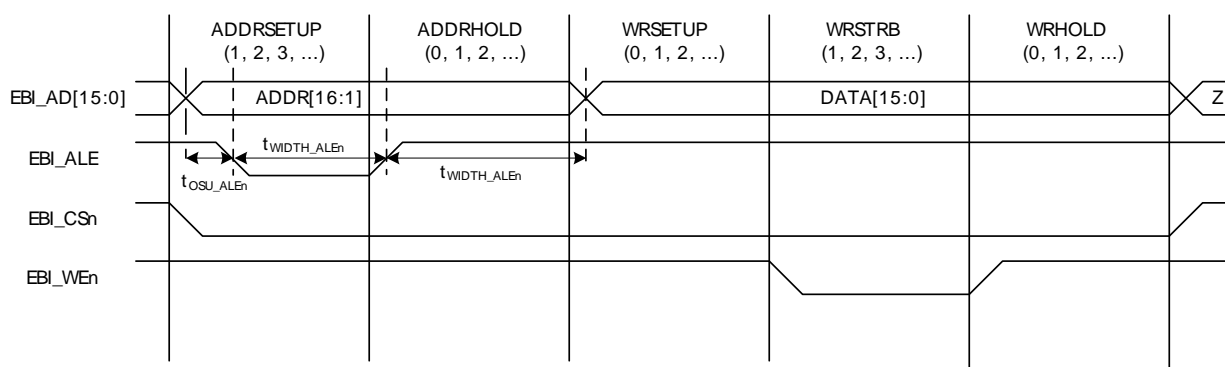 ADDRSETUP ADDRHOLD WRSETUP WRSTRB WRHOLD
(1, 2, 3, ...) (0, 1, 2, ...) (0, 1, 2, ...) (1, 2, 3, ...) (0, 1, 2, ...)
EBI_AD[15:0] ADDR[16:1] DATA[15:0] Z
EBI_ALE tWIDTH_ALEn
tOSU_ALEn tWIDTH_ALEn
EBI_CSn
EBI_WEn